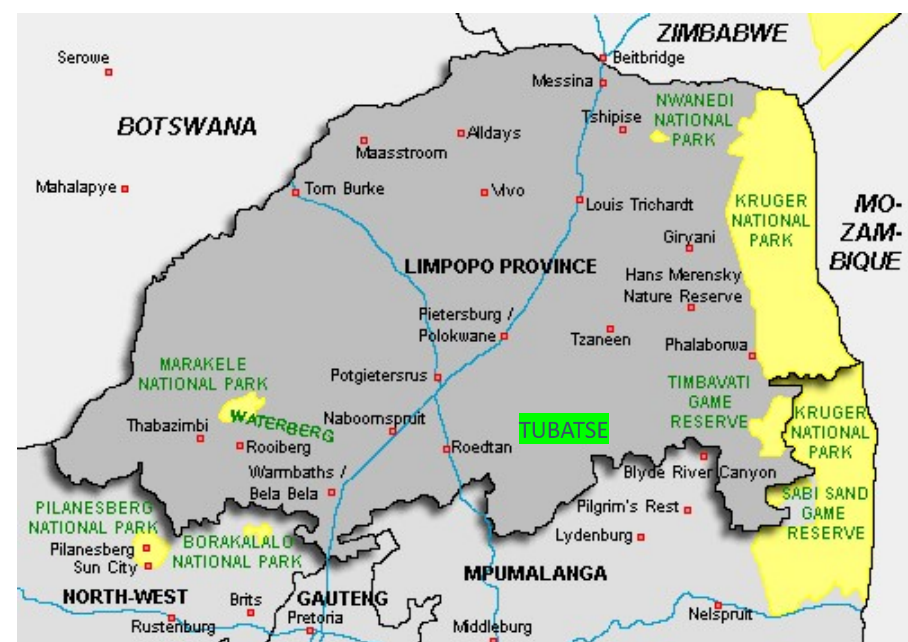 ZIMBABWE
Serowe
Beitbridge
Messina
NWANEDI
NATIONAL
PARK
Tshipise
BOTSWANA
Alldays
Maasstroom
Mahalapye
Tom Burke
Vivo
Louis Trichardt
KRUGER
NATIONAL
PARK
MO-
ZAM-
BIQUE
Giryani
LIMPOPO PROVINCE
Hans Merensky
Nature Reserve
Pietersburg /
Polokwane
Tzaneen
Phalaborwa
MARAKELE
NATIONAL PARK
Potgietersrus
TIMBAVATI
GAME
RESERVE
WATERBERG
Thabazimbi
Naboomspruit
TUBATSE
KRUGER
NATIONAL
PARK
Rooiberg
Roedtan
Warmbaths /
Bela Bela
Blyde River Canyon
PILANESBERG
NATIONAL PARK
Pilgrim's Rest
SABI SAND
GAME
RESERVE
Pilanesberg
Sun City
BORAKALALO
NATIONAL PARK
Lydenburg
MPUMALANGA
NORTH-WEST
Brits
GAUTENG
Nelspruit
Rustenburg
Pretoria
Middleburg